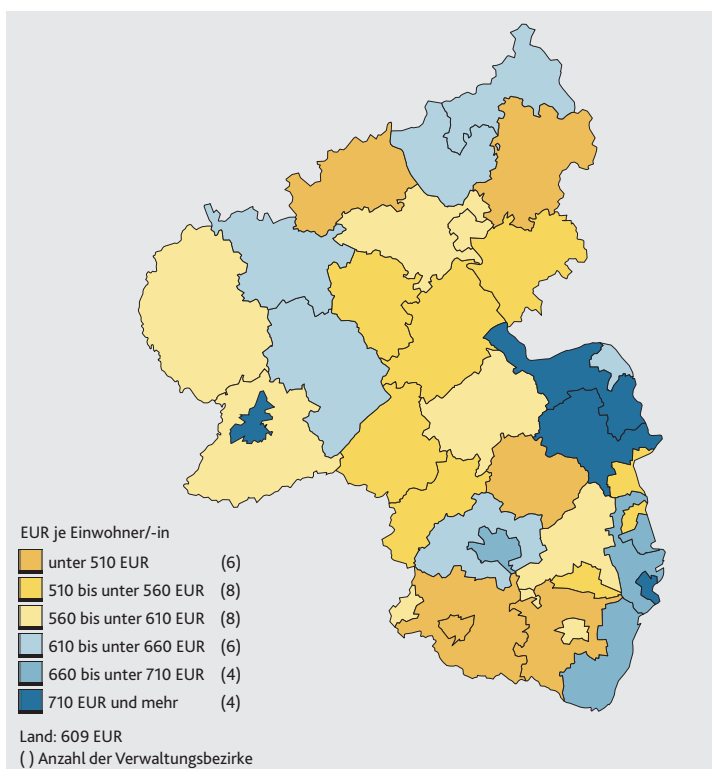 EUR je Einwohner/-in
unter 510 EUR (6)
510 bis unter 560 EUR (8)
560 bis unter 610 EUR (8)
610 bis unter 660 EUR (6)
660 bis unter 710 EUR (4)
710 EUR und mehr (4)
Land: 609 EUR
( ) Anzahl der Verwaltungsbezirke